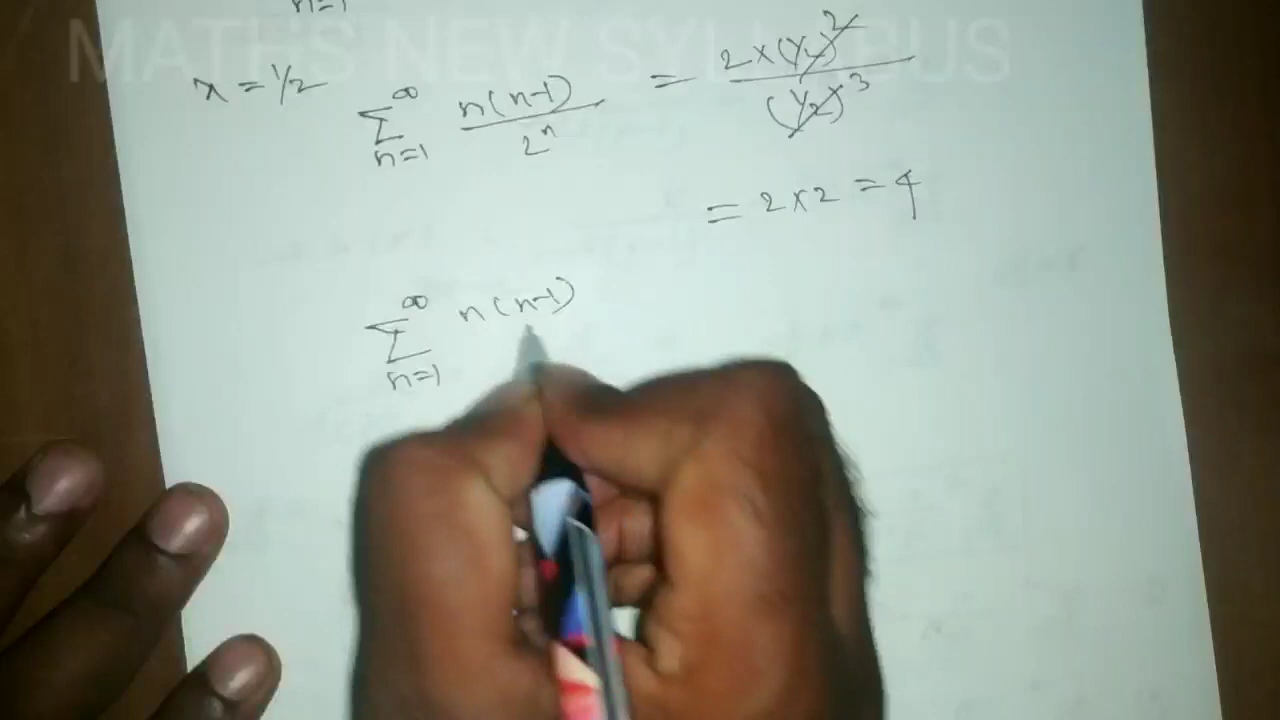 n=1
MATHS NEW SYLLABUS
x = 1/2 ∑_{n=1}^{∞} n(n-1)/2^n = 2×(1/2)^2/(1/2)^3
= 2×2 = 4
∑_{n=1}^{∞} n(n-1)